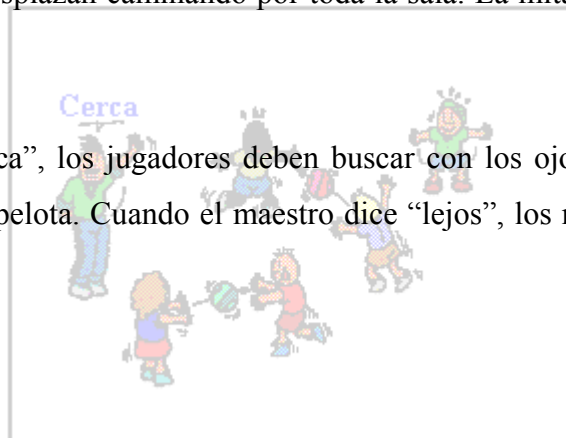 splazan caminando por toda la sala. La mita
Cerca
ca”, los jugadores deben buscar con los ojo
pelota. Cuando el maestro dice “lejos”, los